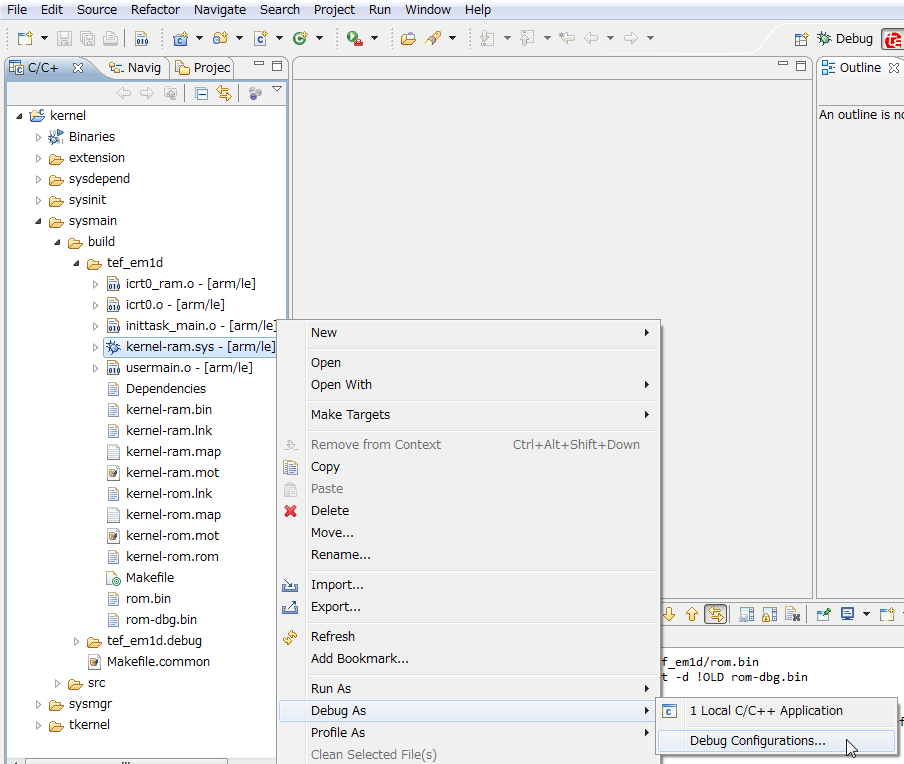 File Edit Source Refactor Navigate Search Project Run Window Help
Debug
C/C+ Navig Projec
Outline
An outline is no
kernel
Binaries
extension
sysdepend
sysinit
sysmain
build
tef_em1d
icrt0_ram.o - [arm/le]
icrt0.o - [arm/le]
inittask_main.o - [arm/le]
kernel-ram.sys - [arm/le]
usermain.o - [arm/le]
Dependencies
kernel-ram.bin
kernel-ram.lnk
kernel-ram.map
kernel-ram.mot
kernel-rom.lnk
kernel-rom.map
kernel-rom.mot
kernel-rom.rom
Makefile
rom.bin
rom-dbg.bin
tef_em1d.debug
Makefile.common
src
sysmgr
tkernel
New
Open
Open With
Make Targets
Remove from Context Ctrl+Alt+Shift+Down
Copy
Paste
Delete
Move...
Rename...
Import...
Export...
Refresh
Add Bookmark...
Run As
Debug As
Profile As
Clean Selected File(s)
f_em1d/rom.bin
t -d !OLD rom-dbg.bin
1 Local C/C++ Application
Debug Configurations...